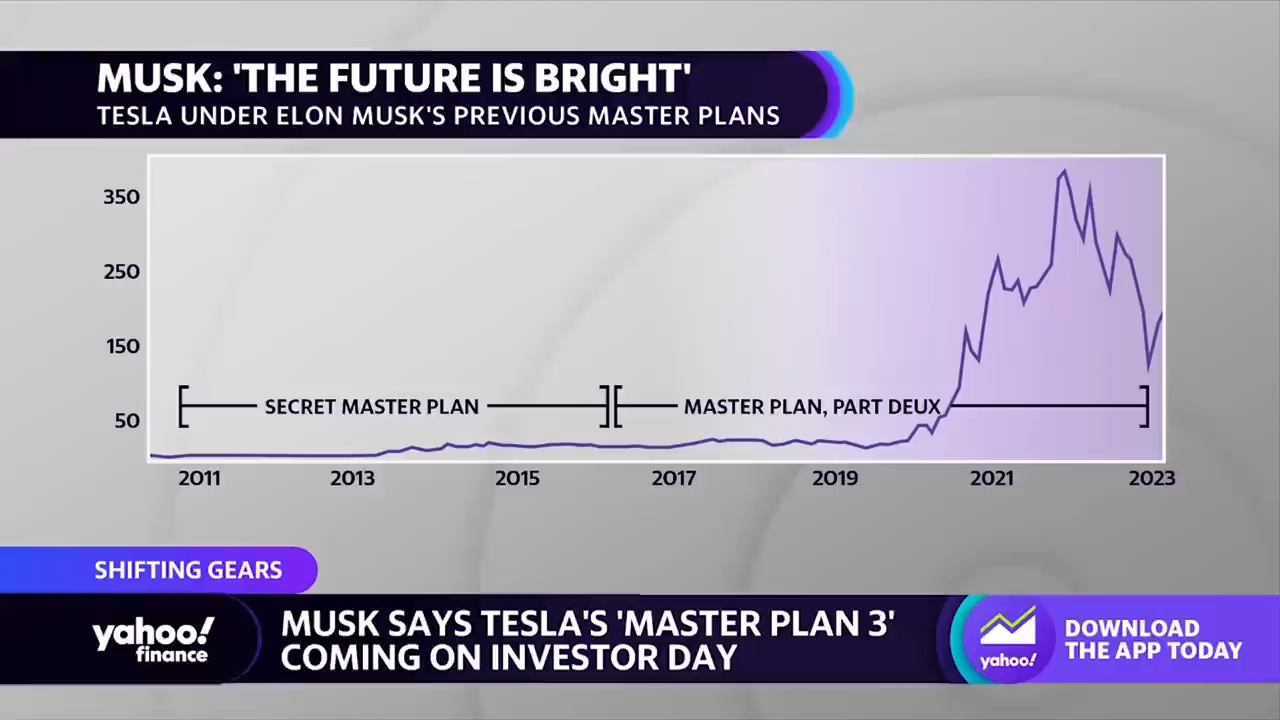 MUSK: 'THE FUTURE IS BRIGHT'
TESLA UNDER ELON MUSK'S PREVIOUS MASTER PLANS
350
250
150
50
SECRET MASTER PLAN
MASTER PLAN, PART DEUX
2011 2013 2015 2017 2019 2021 2023
SHIFTING GEARS
yahoo!
finance
MUSK SAYS TESLA'S 'MASTER PLAN 3'
COMING ON INVESTOR DAY
yahoo!
DOWNLOAD
THE APP TODAY